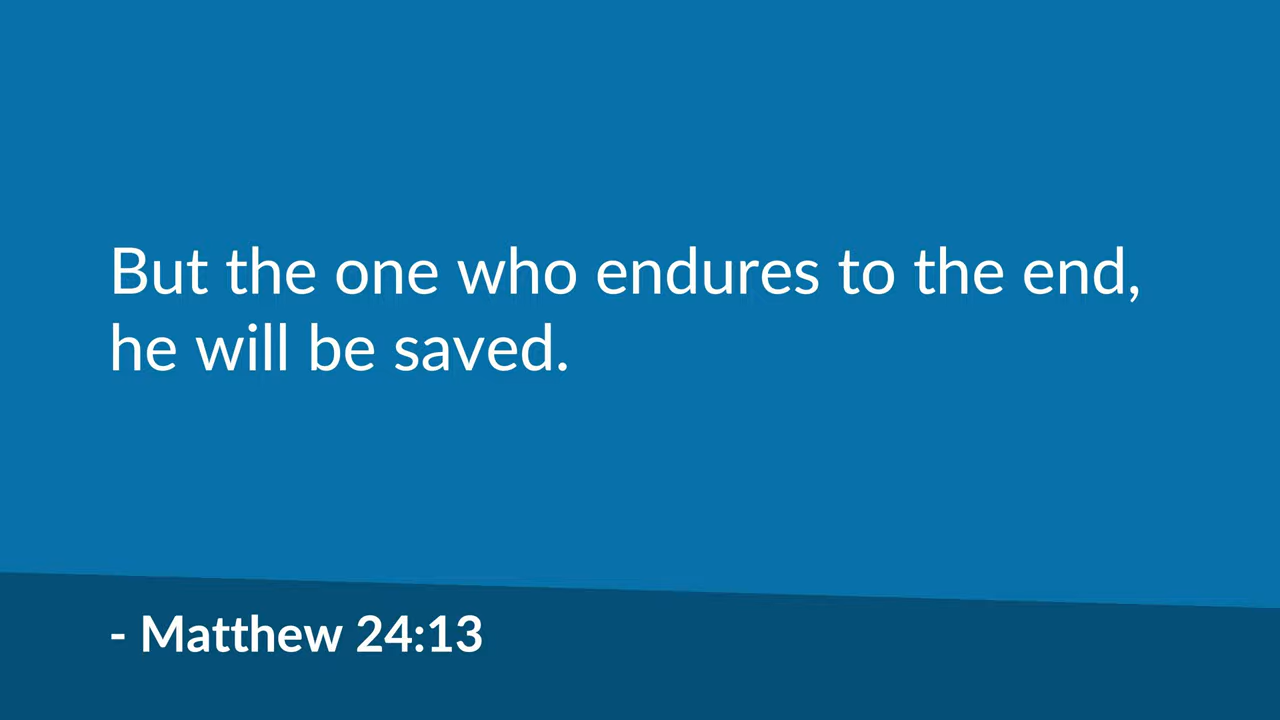 But the one who endures to the end,
he will be saved.
- Matthew 24:13